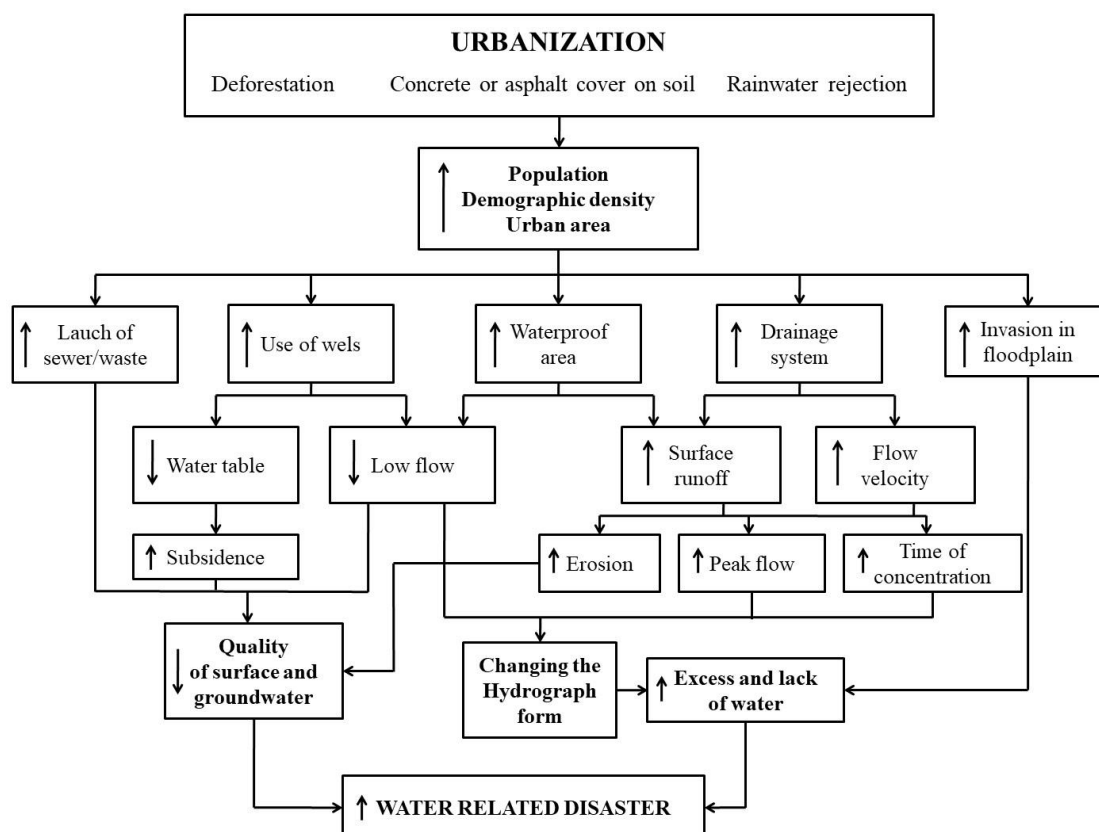 URBANIZATION
Deforestation Concrete or asphalt cover on soil Rainwater rejection
Population
Demographic density
Urban area
Lauch of
sewer/waste
Use of wels
Waterproof
area
Drainage
system
Invasion in
floodplain
Water table
Low flow
Surface
runoff
Flow
velocity
Subsidence
Erosion
Peak flow
Time of
concentration
Quality
of surface and
groundwater
Changing the
Hydrograph
form
Excess and lack
of water
WATER RELATED DISASTER